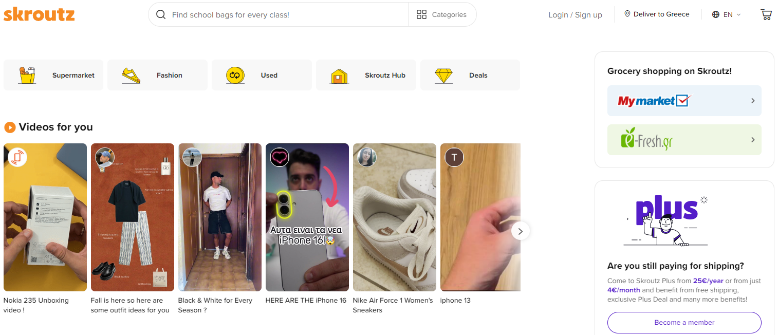 skroutz
Find school bags for every class!
Categories
Login / Sign up
Deliver to Greece
EN
Supermarket
Fashion
Used
Skroutz Hub
Deals
Videos for you
T
Αυτα ειναι τα νεα
iPhone 16!
Nokia 235 Unboxing
video !
Fall is here so here are
some outfit ideas for you
Black & White for Every
Season ?
HERE ARE THE iPhone 16
Nike Air Force 1 Women's
Sneakers
iphone 13
Grocery shopping on Skroutz!
My market
e-Fresh.gr
plus
Are you still paying for shipping?
Come to Skroutz Plus from 25€/year or from just
4€/month and benefit from free shipping,
exclusive Plus Deal and many more benefits!
Become a member